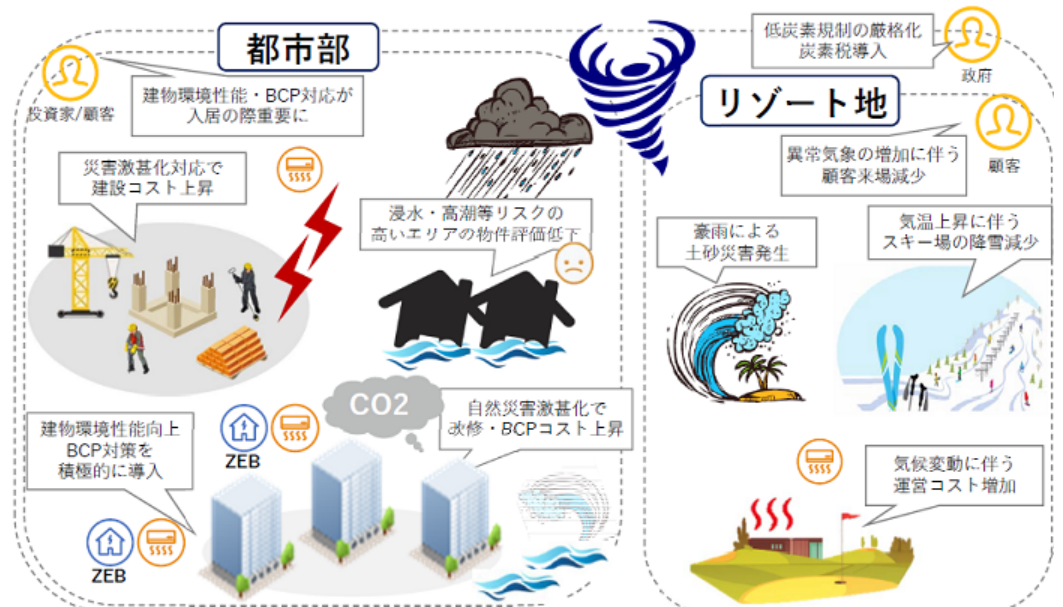 都市部
投資家/顧客
建物環境性能・BCP対応が
入居の際重要に
災害激甚化対応で
建設コスト上昇
浸水・高潮等リスクの
高いエリアの物件評価低下
CO2
自然災害激甚化で
改修・BCPコスト上昇
建物環境性能向上
BCP対策を
積極的に導入
ZEB
ZEB
低炭素規制の厳格化
炭素税導入
政府
リゾート地
異常気象の増加に伴う
顧客来場減少
顧客
豪雨による
土砂災害発生
気温上昇に伴う
スキー場の降雪減少
気候変動に伴う
運営コスト増加